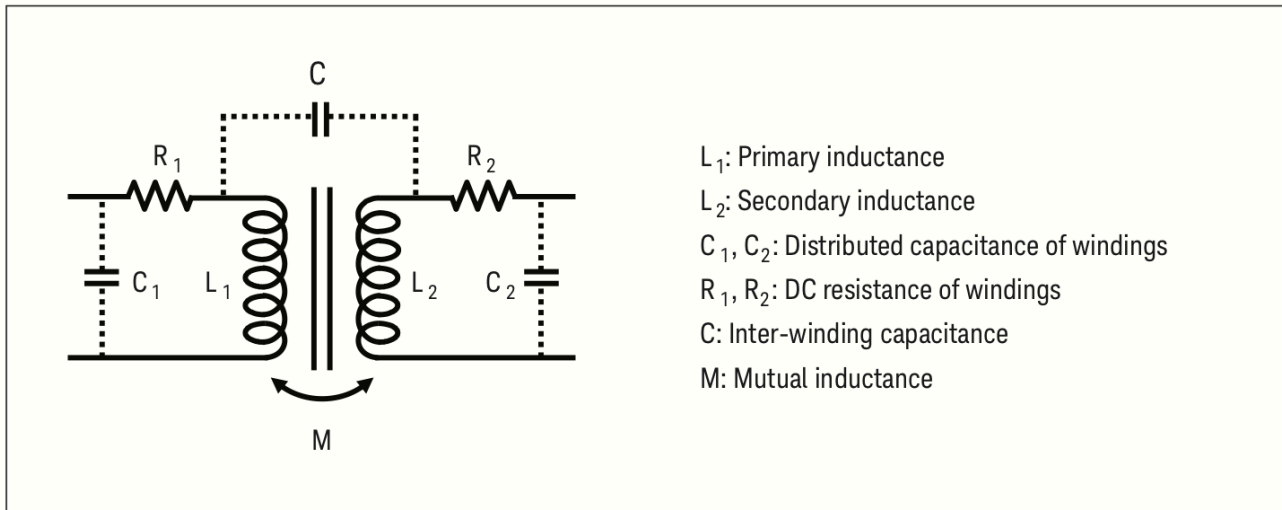 C
R₁
R₂
C₁
L₁
L₂
C₂
M
L₁: Primary inductance
L₂: Secondary inductance
C₁, C₂: Distributed capacitance of windings
R₁, R₂: DC resistance of windings
C: Inter-winding capacitance
M: Mutual inductance